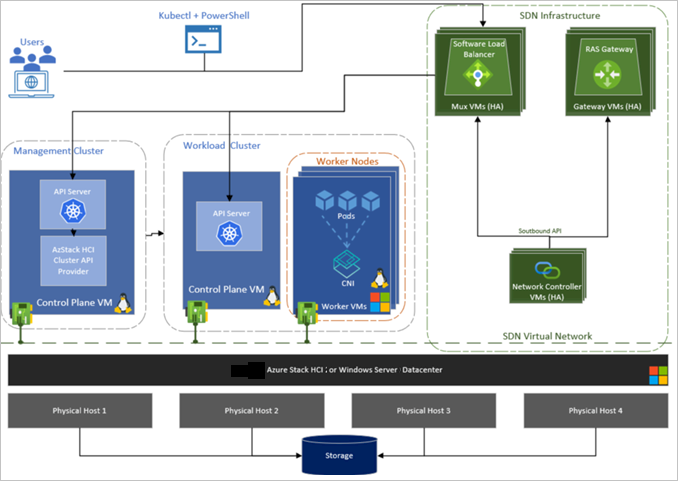 Kubectl + PowerShell
SDN Infrastructure
Users
Software Load
Balancer
Mux VMs (HA)
RAS Gateway
Gateway VMs (HA)
Management Cluster
Workload Cluster
Worker Nodes
API Server
AzStack HCI
Cluster API
Provider
Control Plane VM
API Server
Control Plane VM
Pods
CNI
Worker VMs
Soutbound API
Network Controller
VMs (HA)
SDN Virtual Network
Azure Stack HCI : or Windows Server Datacenter
Physical Host 1
Physical Host 2
Physical Host 3
Physical Host 4
Storage